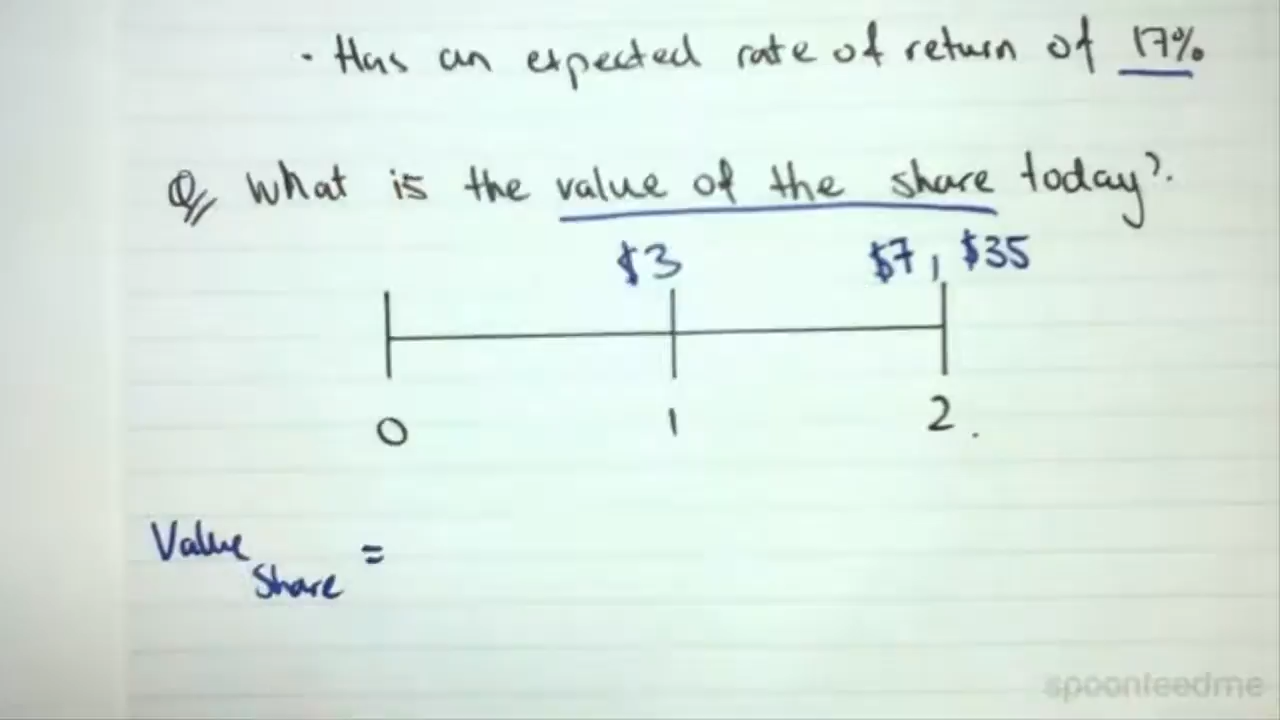 · Has an expected rate of return of 17%
Q, What is the value of the share today?.
$3 $7, $35
0 1 2.
Value Share =
spoonfeedme